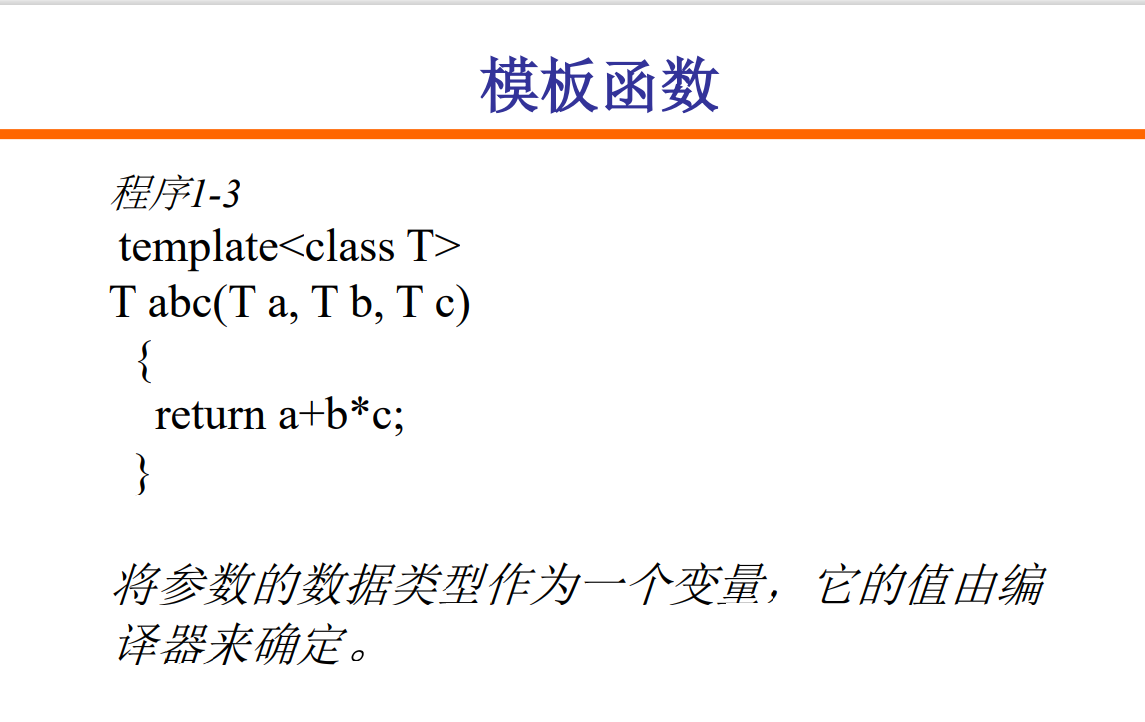 模板函数
程序1-3
template<class T>
T abc(T a, T b, T c)
{
return a+b*c;
}
将参数的数据类型作为一个变量，它的值由编
译器来确定。